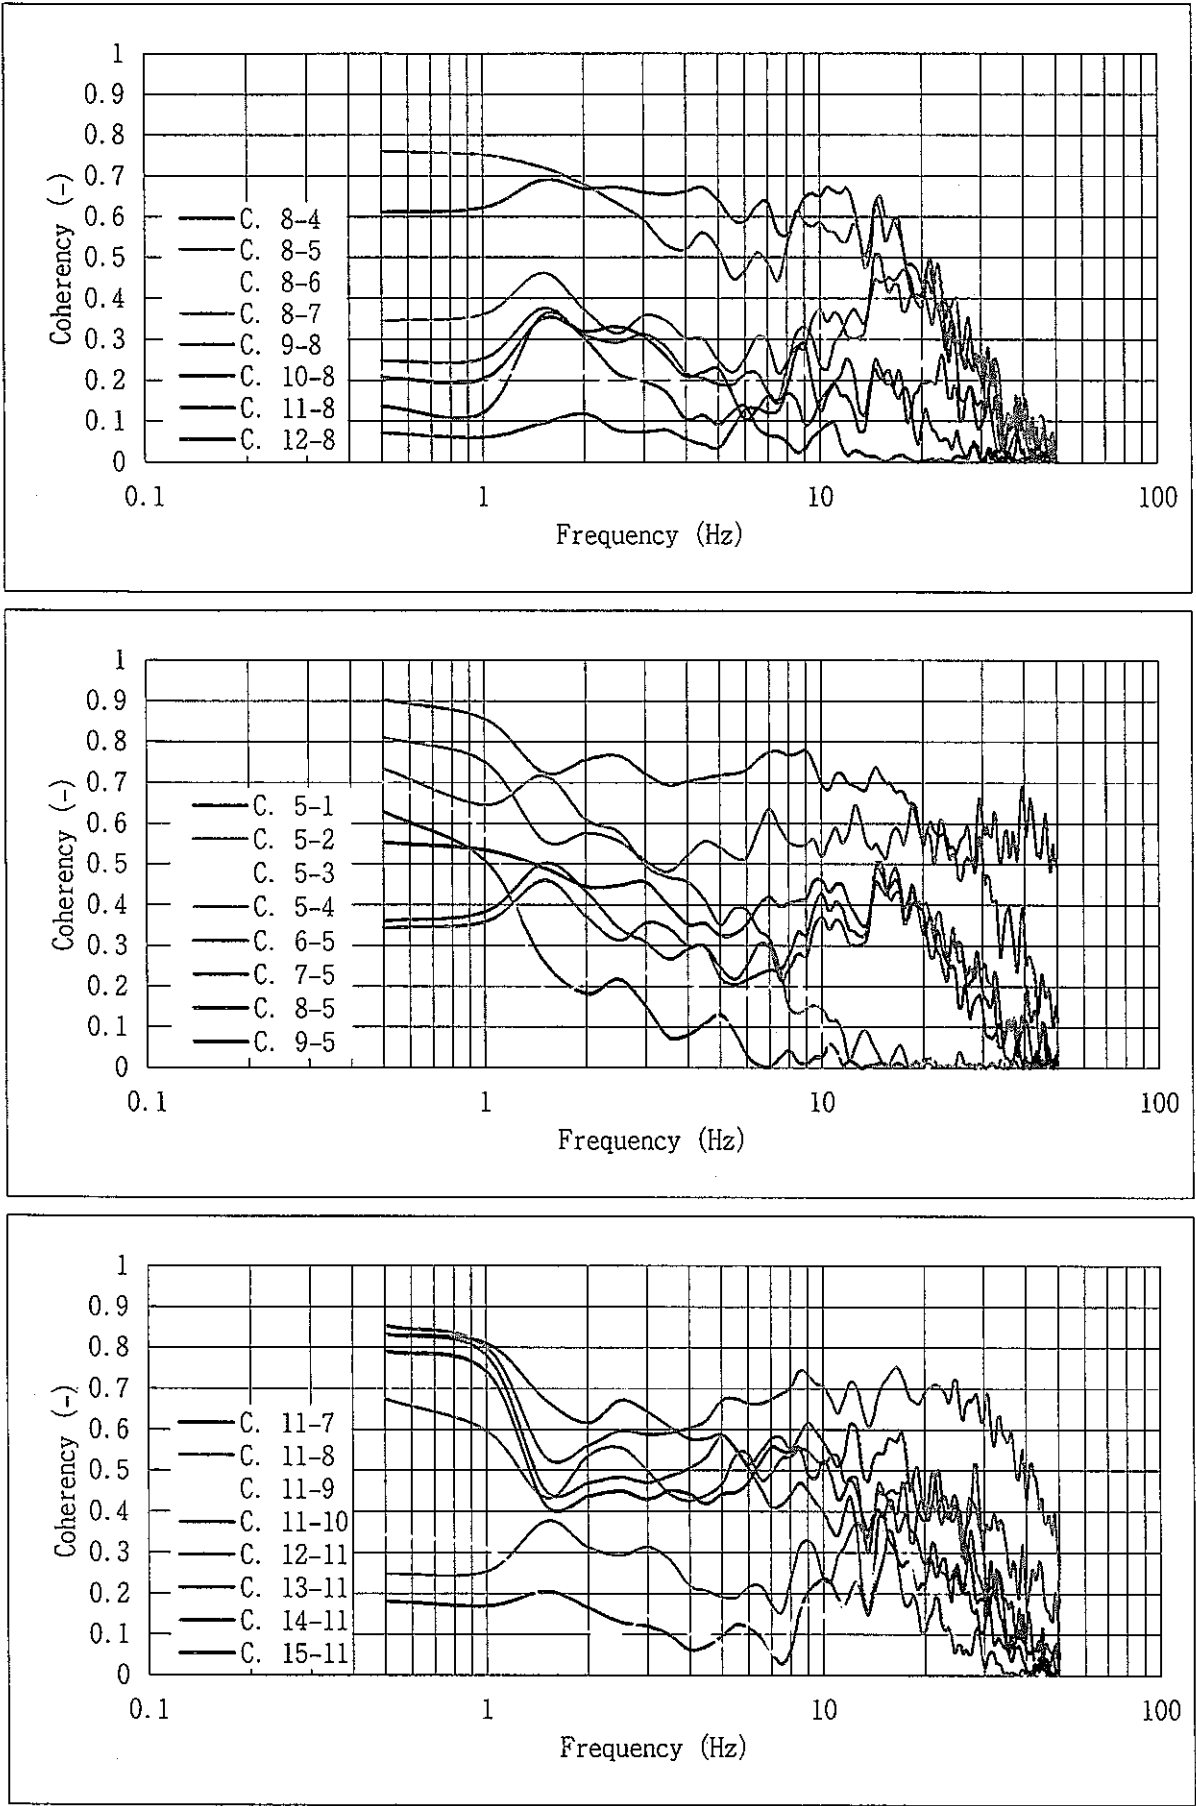 1
0.9
0.8
0.7
0.6
0.5
0.4
0.3
0.2
0.1
0
Coherency (-)
C. 8-4
C. 8-5
C. 8-6
C. 8-7
C. 9-8
C. 10-8
C. 11-8
C. 12-8
0.1 1 10 100
Frequency (Hz)
1
0.9
0.8
0.7
0.6
0.5
0.4
0.3
0.2
0.1
0
Coherency (-)
C. 5-1
C. 5-2
C. 5-3
C. 5-4
C. 6-5
C. 7-5
C. 8-5
C. 9-5
0.1 1 10 100
Frequency (Hz)
1
0.9
0.8
0.7
0.6
0.5
0.4
0.3
0.2
0.1
0
Coherency (-)
C. 11-7
C. 11-8
C. 11-9
C. 11-10
C. 12-11
C. 13-11
C. 14-11
C. 15-11
0.1 1 10 100
Frequency (Hz)